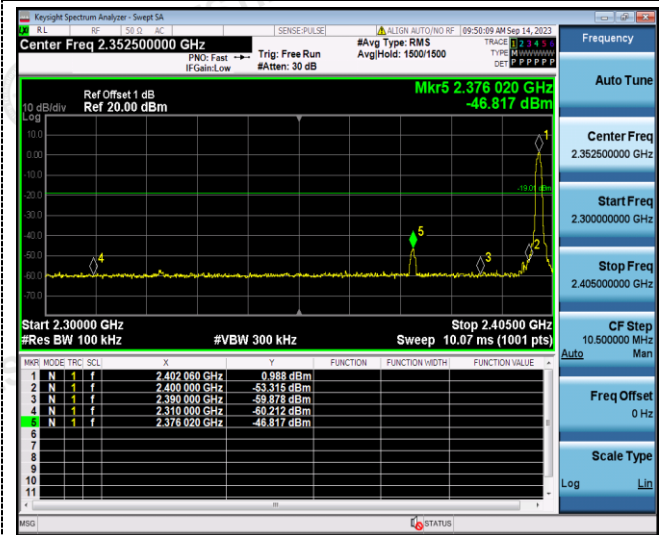 Keysight Spectrum Analyzer - Swept SA
RL RF 50 Ω AC SENSE:PULSE ALIGN AUTO/NO RF 09:50:09 AM Sep 14, 2023
Center Freq 2.352500000 GHz
PNO: Fast
IFGain:Low
Trig: Free Run
#Atten: 30 dB
#Avg Type: RMS
Avg|Hold: 1500/1500
TRACE 1 2 3 4 5 6
TYPE M W W W W W
DET P P P P P P
Ref Offset 1 dB
10 dB/div Ref 20.00 dBm
Log
Mkr5 2.376 020 GHz
-46.817 dBm
10.0
0.00
-10.0
-20.0
-30.0
-40.0
-50.0
-60.0
-70.0
1
-19.01 dBm
5
2
3
4
Start 2.30000 GHz Stop 2.40500 GHz
#Res BW 100 kHz #VBW 300 kHz Sweep 10.07 ms (1001 pts)
MKR MODE TRC SCL X Y FUNCTION FUNCTION WIDTH FUNCTION VALUE
1 N 1 f 2.402 060 GHz 0.988 dBm
2 N 1 f 2.400 000 GHz -53.315 dBm
3 N 1 f 2.390 000 GHz -59.878 dBm
4 N 1 f 2.310 000 GHz -60.212 dBm
5 N 1 f 2.376 020 GHz -46.817 dBm
6
7
8
9
10
11
MSG STATUS
Frequency
Auto Tune
Center Freq
2.352500000 GHz
Start Freq
2.300000000 GHz
Stop Freq
2.405000000 GHz
CF Step
10.500000 MHz
Auto Man
Freq Offset
0 Hz
Scale Type
Log Lin